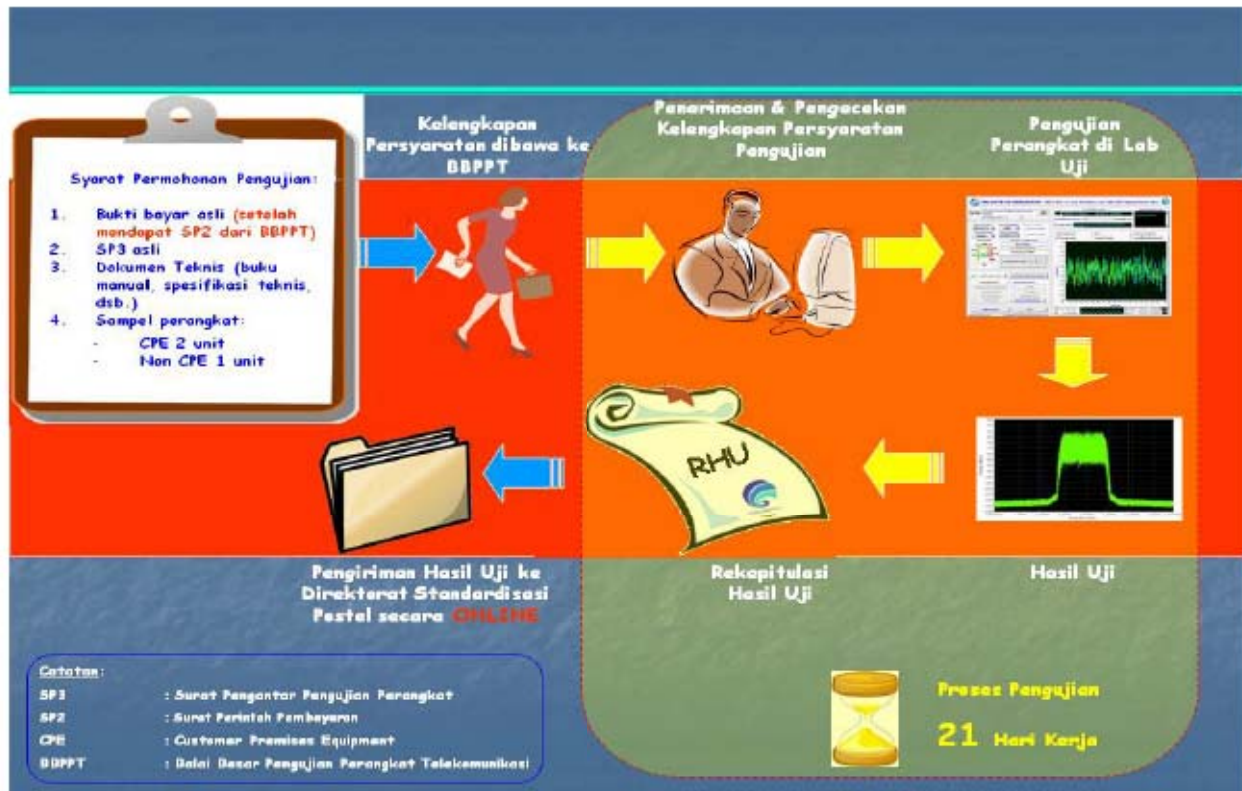 Syarat Permohonan Pengujian:
1. Bukti bayar asli (setelah
mendapat SP2 dari BBPPT)
2. SP3 asli
3. Dokumen Teknis (buku
manual, spesifikasi teknis,
dsb.)
4. Sampel perangkat:
- CPE 2 unit
- Non CPE 1 unit
Kelengkapan
Persyaratan dibawa ke
BBPPT
Penerimaan & Pengecekan
Kelengkapan Persyaratan
Pengujian
Pengujian
Perangkat di Lab
Uji
RHU
Pengiriman Hasil Uji ke
Direktorat Standardisasi
Postel secara ONLINE
Rekapitulasi
Hasil Uji
Hasil Uji
Catatan:
SP3 : Surat Pengantar Pengujian Perangkat
SP2 : Surat Perintah Pembayaran
CPE : Customer Premises Equipment
BBPPT : Balai Besar Pengujian Perangkat Telekomunikasi
Proses Pengujian
21 Hari Kerja